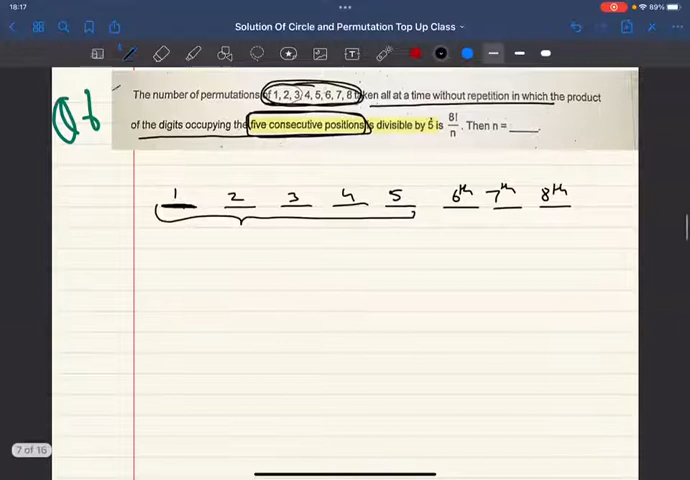 18:17
89%
Solution Of Circle and Permutation Top Up Class
Q6
The number of permutations of 1, 2, 3, 4, 5, 6, 7, 8 taken all at a time without repetition in which the product
of the digits occupying the five consecutive positions is divisible by 5 is 8!/n . Then n = ____.
1 2 3 4 5 6th 7th 8th
7 of 16